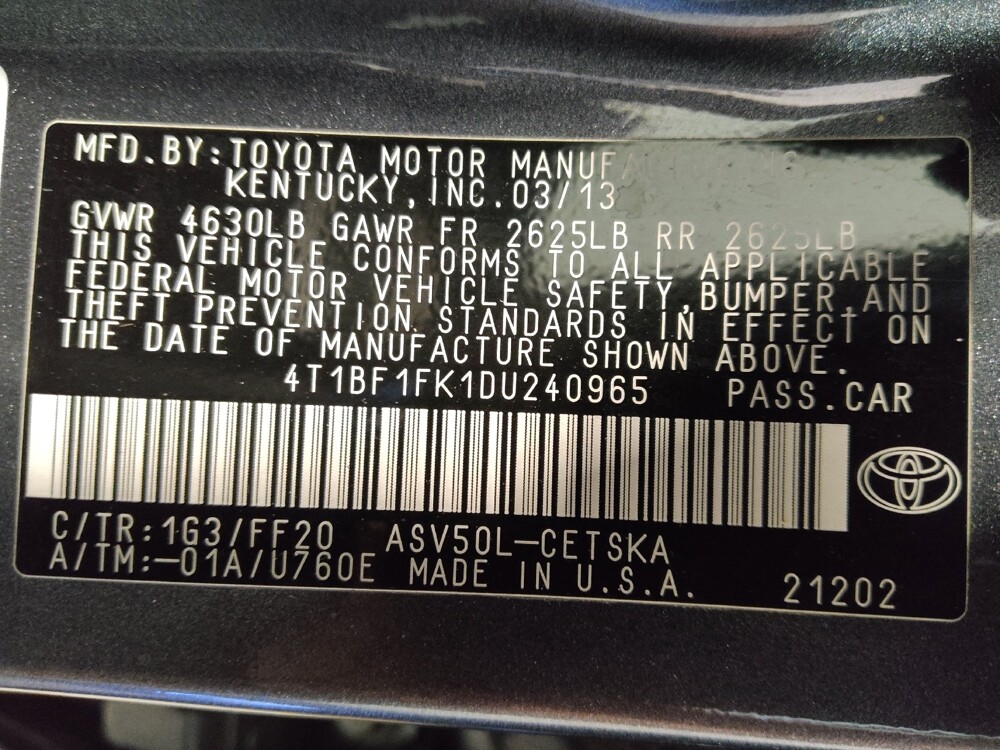 MFD.BY:TOYOTA MOTOR MANUFACTURING
KENTUCKY, INC. 03/13
GVWR 4630LB GAWR FR 2625LB RR 2625LB
THIS VEHICLE CONFORMS TO ALL APPLICABLE
FEDERAL MOTOR VEHICLE SAFETY, BUMPER, AND
THEFT PREVENTION STANDARDS IN EFFECT ON
THE DATE OF MANUFACTURE SHOWN ABOVE.
4T1BF1FK1DU240965 PASS.CAR
C/TR:1G3/FF20 ASV50L-CETSKA
A/TM:-01A/U760E MADE IN U.S.A. 21202